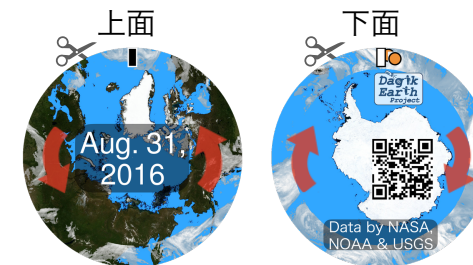 上面
下面
Dagik
Earth
Project
Aug. 31,
2016
Data by NASA,
NOAA & USGS